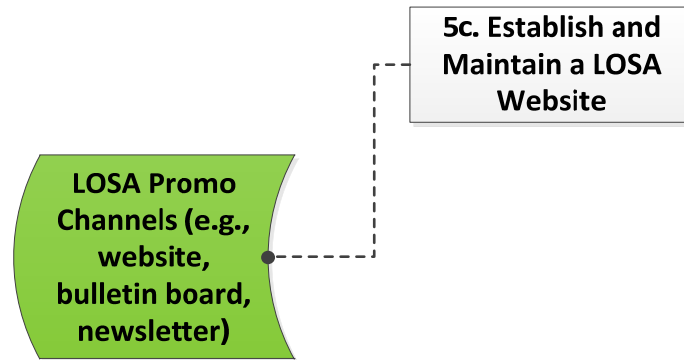 5c. Establish and
Maintain a LOSA
Website
LOSA Promo
Channels (e.g.,
website,
bulletin board,
newsletter)